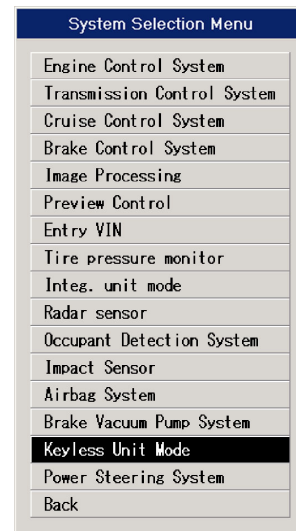 System Selection Menu
Engine Control System
Transmission Control System
Cruise Control System
Brake Control System
Image Processing
Preview Control
Entry VIN
Tire pressure monitor
Integ. unit mode
Radar sensor
Occupant Detection System
Impact Sensor
Airbag System
Brake Vacuum Pump System
Keyless Unit Mode
Power Steering System
Back